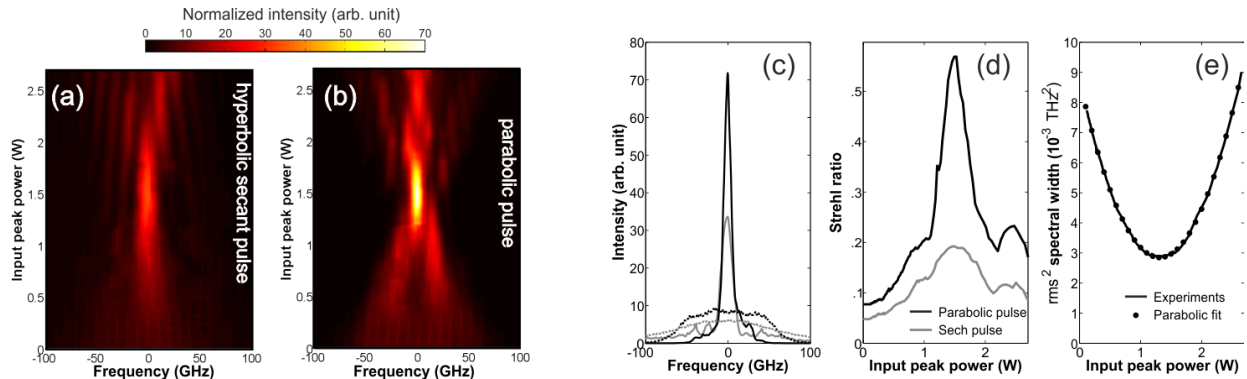 Normalized intensity (arb. unit)
0 10 20 30 40 50 60 70
(a)
hyperbolic secant pulse
Input peak power (W)
2.5
2
1.5
1
0.5
0
-100 -50 0 50 100
Frequency (GHz)
(b)
parabolic pulse
Input peak power (W)
2.5
2
1.5
1
0.5
0
-100 -50 0 50 100
Frequency (GHz)
(c)
Intensity (arb. unit)
80
70
60
50
40
30
20
10
0
-100 0 100
Frequency (GHz)
(d)
Strehl ratio
.5
.4
.3
.2
.1
0
Parabolic pulse
Sech pulse
0 1 2
Input peak power (W)
(e)
rms² spectral width (10⁻³ THz²)
10
9
8
7
6
5
4
3
2
1
0
Experiments
Parabolic fit
0 1 2
Input peak power (W)